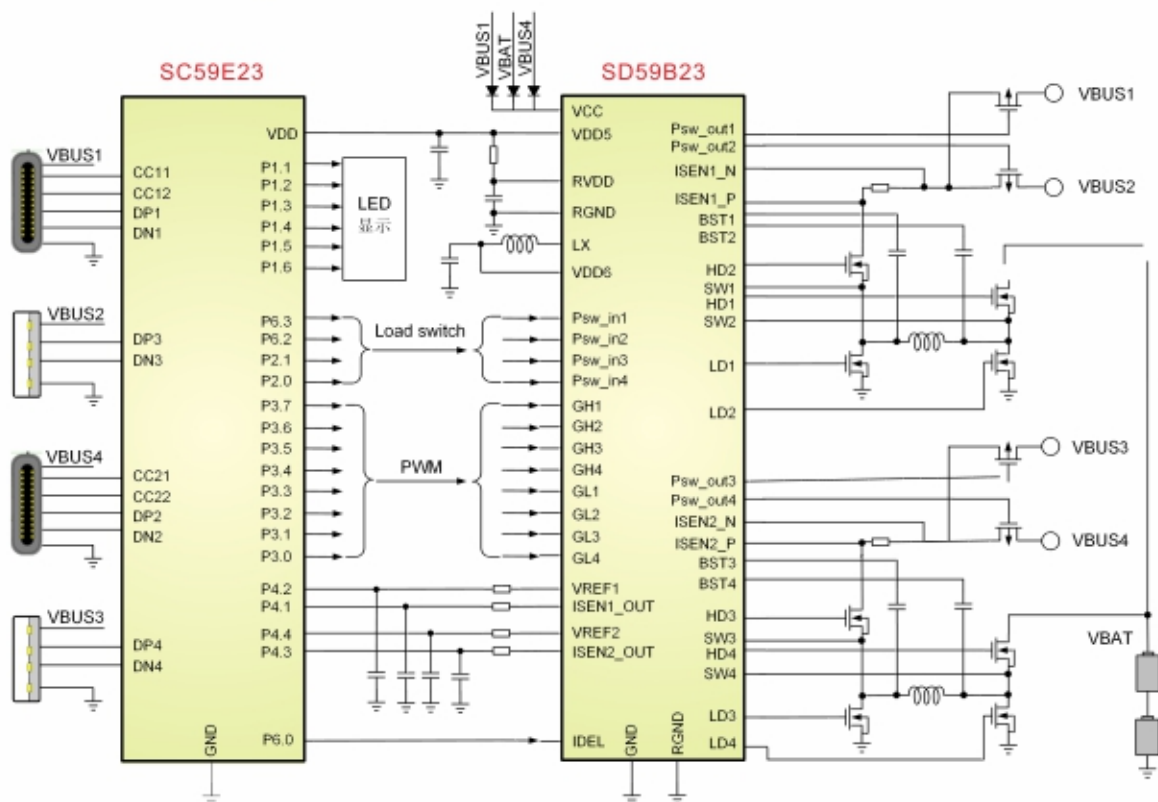 SC59E23
SD59B23
VBUS1
VBAT
VBUS4
VBUS1
CC11
CC12
DP1
DN1
VBUS2
DP3
DN3
VBUS4
CC21
CC22
DP2
DN2
VBUS3
DP4
DN4
VDD
P1.1
P1.2
P1.3
P1.4
P1.5
P1.6
P6.3
P6.2
P2.1
P2.0
P3.7
P3.6
P3.5
P3.4
P3.3
P3.2
P3.1
P3.0
P4.2
P4.1
P4.4
P4.3
P6.0
GND
LED
显示
Load switch
PWM
VCC
VDD5
RVDD
RGND
LX
VDD6
Psw_in1
Psw_in2
Psw_in3
Psw_in4
GH1
GH2
GH3
GH4
GL1
GL2
GL3
GL4
VREF1
ISEN1_OUT
VREF2
ISEN2_OUT
IDEL
GND
RGND
Psw_out1
Psw_out2
ISEN1_N
ISEN1_P
BST1
BST2
HD2
SW1
HD1
SW2
LD1
LD2
Psw_out3
Psw_out4
ISEN2_N
ISEN2_P
BST3
BST4
HD3
SW3
HD4
SW4
LD3
LD4
VBUS1
VBUS2
VBUS3
VBUS4
VBAT